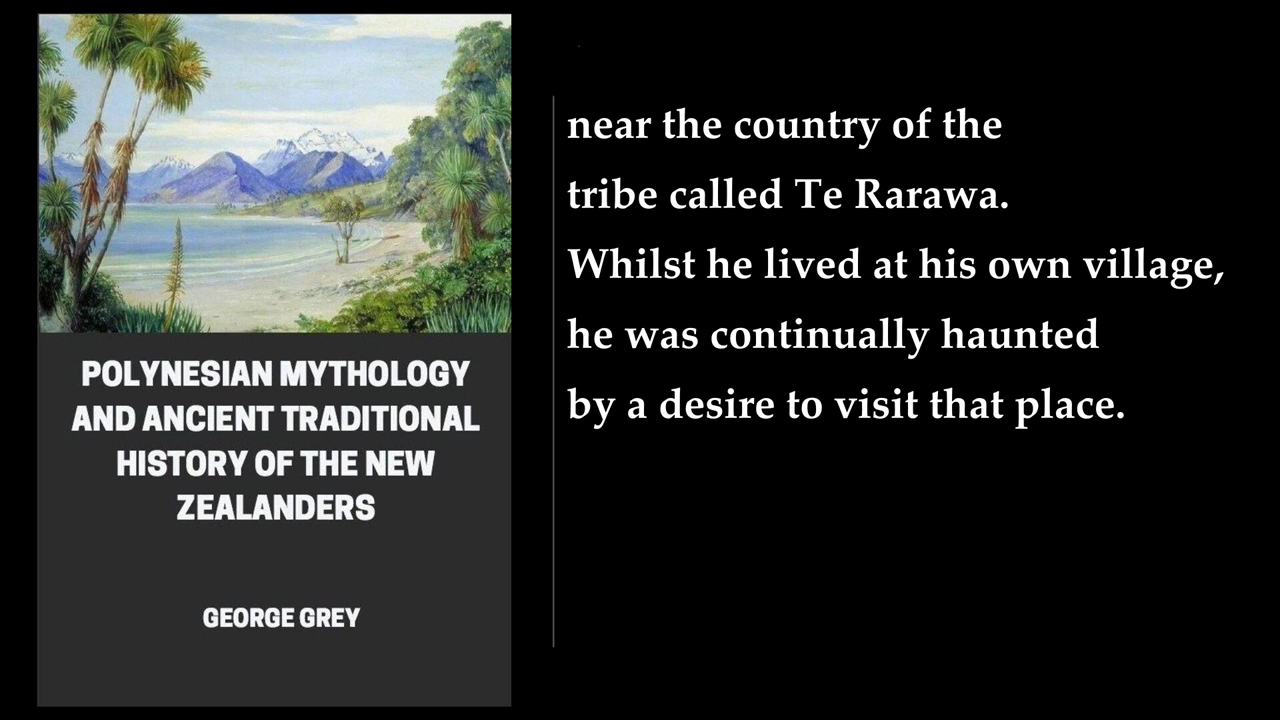 POLYNESIAN MYTHOLOGY
AND ANCIENT TRADITIONAL
HISTORY OF THE NEW
ZEALANDERS
GEORGE GREY
near the country of the
tribe called Te Rarawa.
Whilst he lived at his own village,
he was continually haunted
by a desire to visit that place.